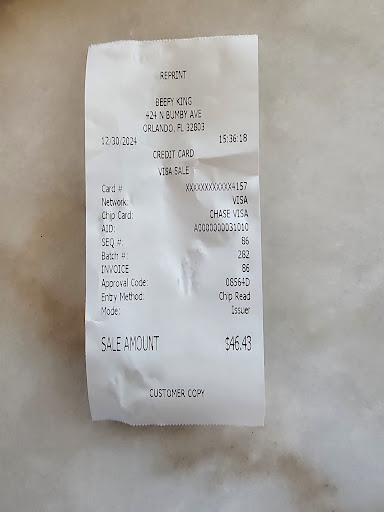 REPRINT
BEEFY KING
424 N BUMBY AVE
ORLANDO, FL 32803
12/30/2024 15:36:18
CREDIT CARD
VISA SALE
Card # XXXXXXXXXXXX4157
Network: VISA
Chip Card: CHASE VISA
AID: A0000000031010
SEQ #: 86
Batch #: 282
INVOICE 86
Approval Code: 08564D
Entry Method: Chip Read
Mode: Issuer
SALE AMOUNT $46.43
CUSTOMER COPY